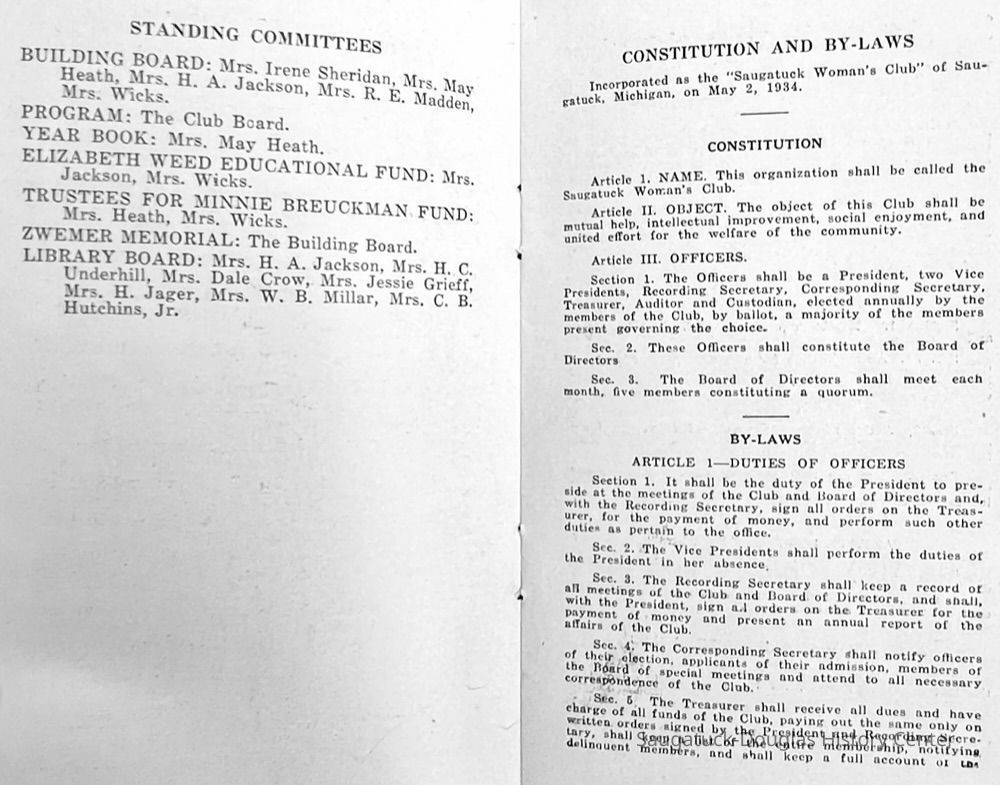 STANDING COMMITTEES
BUILDING BOARD: Mrs. Irene Sheridan, Mrs. May
Heath, Mrs. H. A. Jackson, Mrs. R. E. Madden,
Mrs. Wicks.
PROGRAM: The Club Board.
YEAR BOOK: Mrs. May Heath.
ELIZABETH WEED EDUCATIONAL FUND: Mrs.
Jackson, Mrs. Wicks.
TRUSTEES FOR MINNIE BREUCKMAN FUND:
Mrs. Heath, Mrs. Wicks.
ZWEMER MEMORIAL: The Building Board.
LIBRARY BOARD: Mrs. H. A. Jackson, Mrs. H. C.
Underhill, Mrs. Dale Crow, Mrs. Jessie Grieff,
Mrs. H. Jager, Mrs. W. B. Millar, Mrs. C. B.
Hutchins, Jr.
CONSTITUTION AND BY-LAWS
Incorporated as the "Saugatuck Woman's Club" of Sau-
gatuck, Michigan, on May 2, 1934.
CONSTITUTION
Article 1. NAME. This organization shall be called the
Saugatuck Woman's Club.
Article II. OBJECT. The object of this Club shall be
mutual help, intellectual improvement, social enjoyment, and
united effort for the welfare of the community.
Article III. OFFICERS.
Section 1. The Officers shall be a President, two Vice
Presidents, Recording Secretary, Corresponding Secretary,
Treasurer, Auditor and Custodian, elected annually by the
members of the Club, by ballot, a majority of the members
present governing the choice.
Sec. 2. These Officers shall constitute the Board of
Directors
Sec. 3. The Board of Directors shall meet each
month, five members constituting a quorum.
BY-LAWS
ARTICLE 1—DUTIES OF OFFICERS
Section 1. It shall be the duty of the President to pre-
side at the meetings of the Club and Board of Directors and,
with the Recording Secretary, sign all orders on the Treas-
urer, for the payment of money, and perform such other
duties as pertain to the office.
Sec. 2. The Vice Presidents shall perform the duties of
the President in her absence.
Sec. 3. The Recording Secretary shall keep a record of
all meetings of the Club and Board of Directors, and shall,
with the President, sign all orders on the Treasurer for the
payment of money and present an annual report of the
affairs of the Club.
Sec. 4. The Corresponding Secretary shall notify officers
of their election, applicants of their admission, members of
the Board of special meetings and attend to all necessary
correspondence of the Club.
Sec. 5 The Treasurer shall receive all dues and have
charge of all funds of the Club, paying out the same only on
written orders signed by the President and Recording Secre-
tary, shall keep a list of the entire membership, notifying
delinquent members, and shall keep a full account of
Saugatuck-Douglas History Center